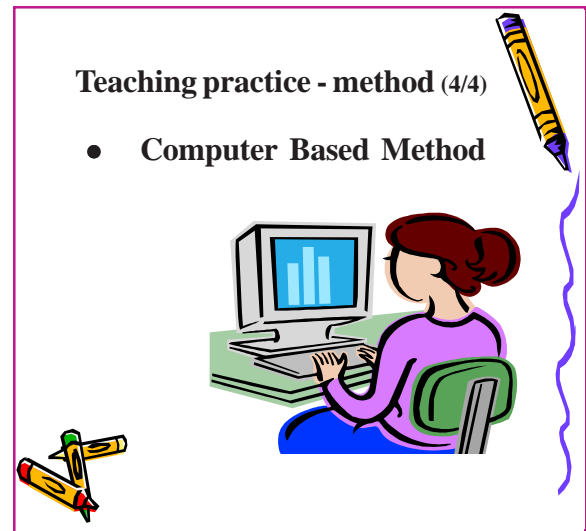 Teaching practice - method (4/4)
● Computer Based Method